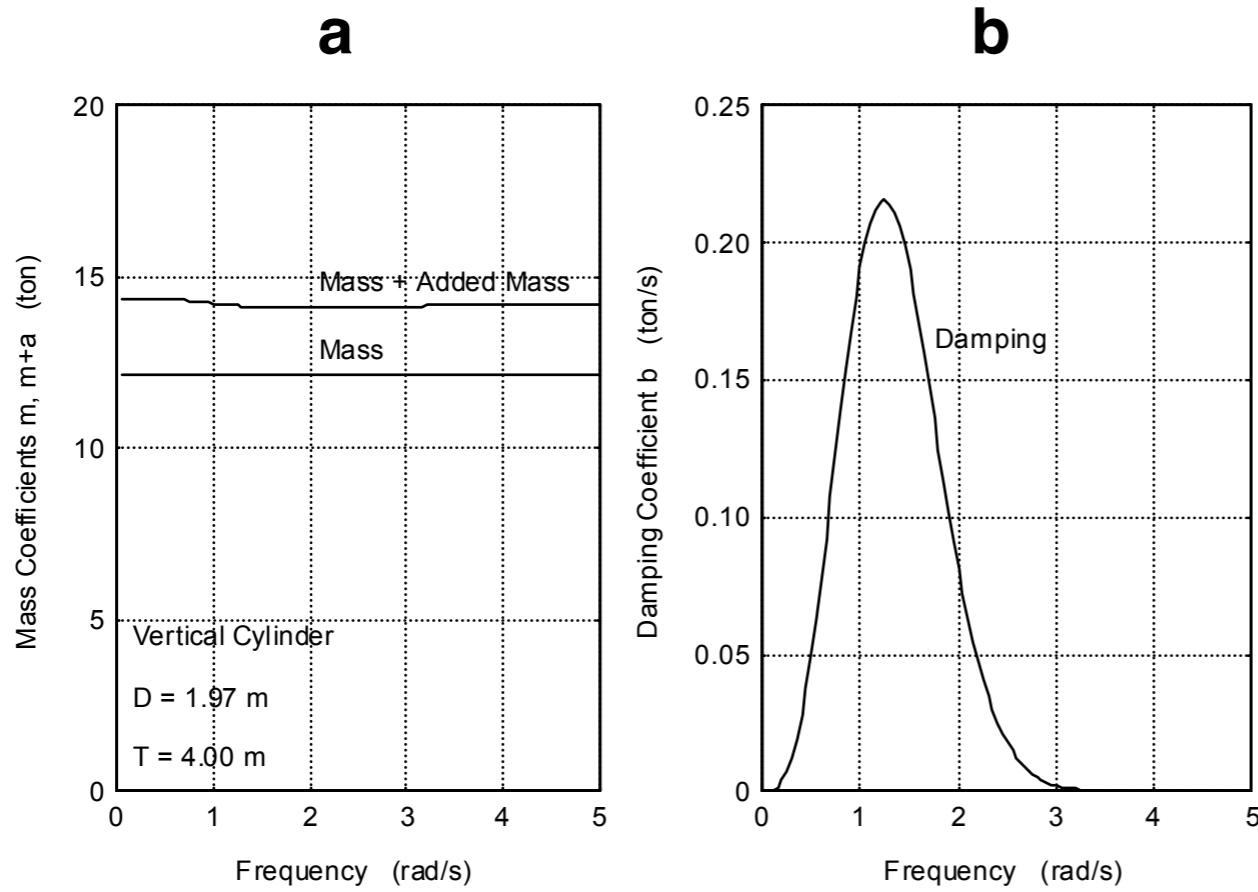 a
Mass Coefficients m, m+a (ton)
20
15
10
5
0
Mass + Added Mass
Mass
Vertical Cylinder
D = 1.97 m
T = 4.00 m
0 1 2 3 4 5
Frequency (rad/s)
b
Damping Coefficient b (ton/s)
0.25
0.20
0.15
0.10
0.05
0
Damping
0 1 2 3 4 5
Frequency (rad/s)